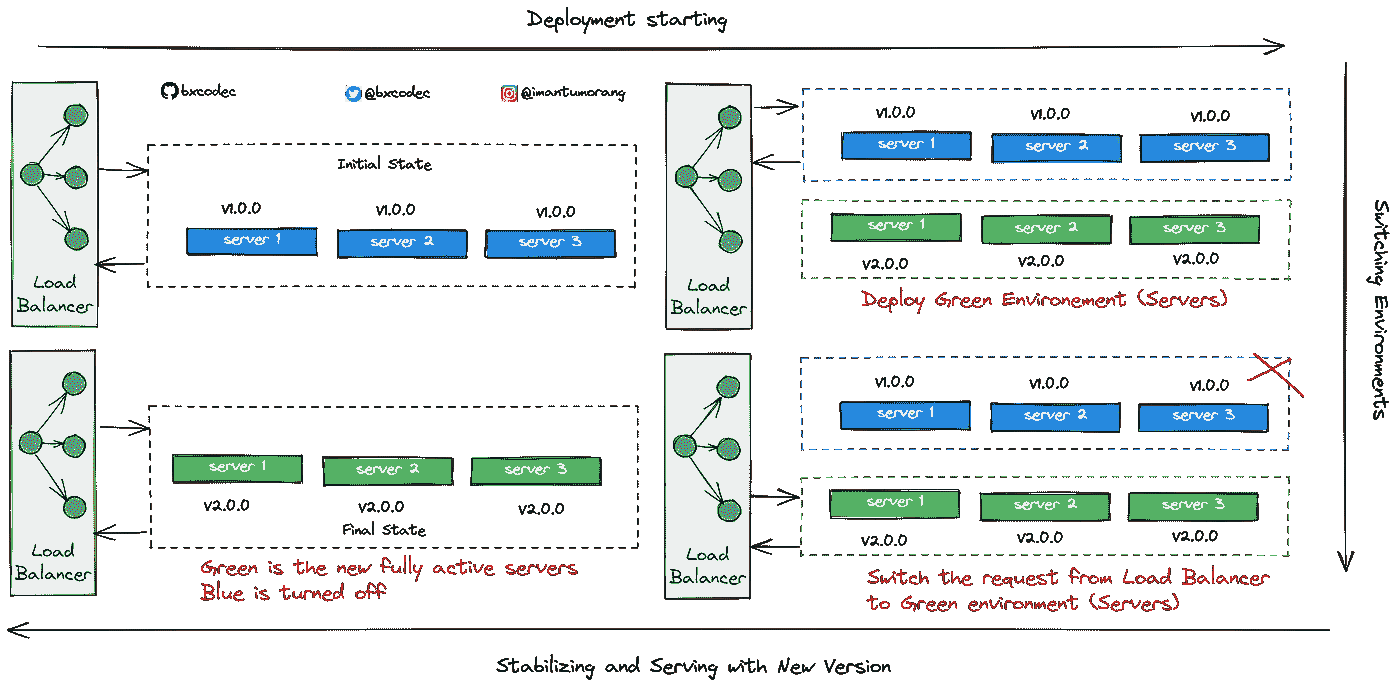 Deployment starting
bxcodec
@bxcodec
@imantumorang
Load
Balancer
Initial State
v1.0.0
v1.0.0
v1.0.0
server 1
server 2
server 3
Load
Balancer
v1.0.0
v1.0.0
v1.0.0
server 1
server 2
server 3
server 1
server 2
server 3
v2.0.0
v2.0.0
v2.0.0
Deploy Green Environement (Servers)
Switching Environments
Load
Balancer
v1.0.0
v1.0.0
v1.0.0
server 1
server 2
server 3
server 1
server 2
server 3
v2.0.0
v2.0.0
v2.0.0
Switch the request from Load Balancer
to Green environment (Servers)
Load
Balancer
server 1
server 2
server 3
v2.0.0
v2.0.0
v2.0.0
Final State
Green is the new fully active servers
Blue is turned off
Stabilizing and Serving with New Version